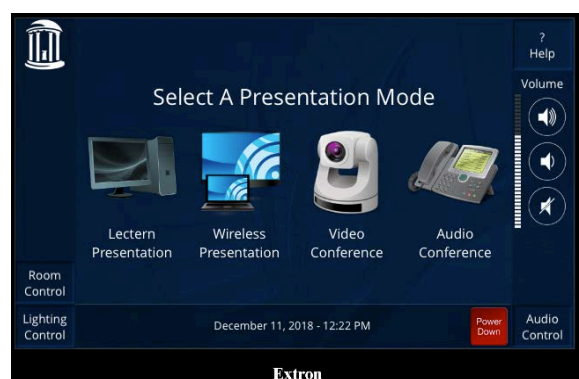 ?
Help
Select A Presentation Mode
Volume
Lectern
Presentation
Wireless
Presentation
Video
Conference
Audio
Conference
Room
Control
Lighting
Control
December 11, 2018 - 12:22 PM
Power
Down
Audio
Control
Extron